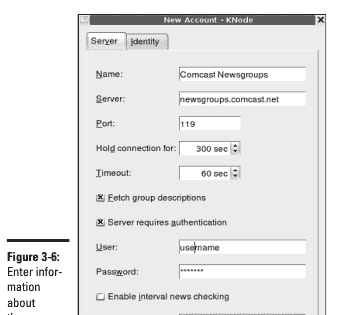 New Account - KNode
Server Identity
Name: Comcast Newsgroups
Server: newsgroups.comcast.net
Port: 119
Hold connection for: 300 sec
Timeout: 60 sec
Fetch group descriptions
Server requires authentication
User: username
Password: *******
Enable interval news checking
Figure 3-6:
Enter infor-
mation
about